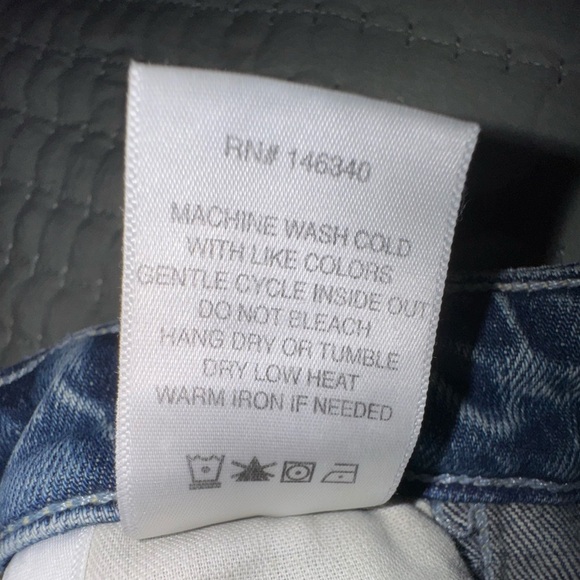 RN# 146340
MACHINE WASH COLD
WITH LIKE COLORS
GENTLE CYCLE INSIDE OUT
DO NOT BLEACH
HANG DRY OR TUMBLE
DRY LOW HEAT
WARM IRON IF NEEDED